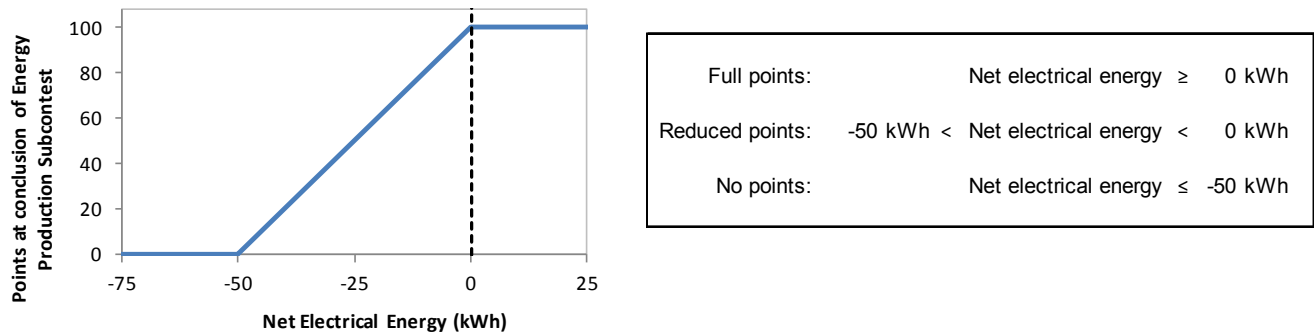 Points at conclusion of Energy
Production Subcontest
100
80
60
40
20
0
-75
-50
-25
0
25
Net Electrical Energy (kWh)
Full points: Net electrical energy ≥ 0 kWh
Reduced points: -50 kWh < Net electrical energy < 0 kWh
No points: Net electrical energy ≤ -50 kWh